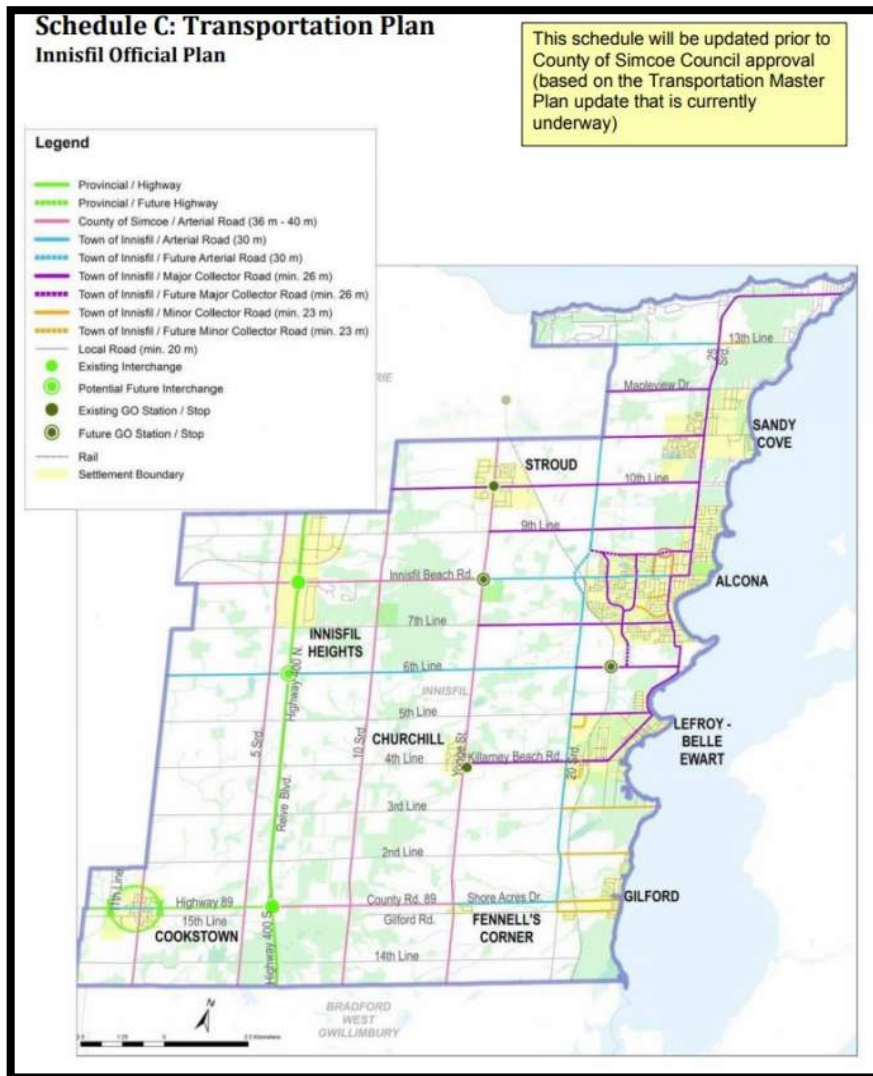 Schedule C: Transportation Plan
Innisfil Official Plan
This schedule will be updated prior to
County of Simcoe Council approval
(based on the Transportation Master
Plan update that is currently
underway)
Legend
Provincial / Highway
Provincial / Future Highway
County of Simcoe / Arterial Road (36 m - 40 m)
Town of Innisfil / Arterial Road (30 m)
Town of Innisfil / Future Arterial Road (30 m)
Town of Innisfil / Major Collector Road (min. 26 m)
Town of Innisfil / Future Major Collector Road (min. 26 m)
Town of Innisfil / Minor Collector Road (min. 23 m)
Town of Innisfil / Future Minor Collector Road (min. 23 m)
Local Road (min. 20 m)
Existing Interchange
Potential Future Interchange
Existing GO Station / Stop
Future GO Station / Stop
Rail
Settlement Boundary
RIE
13th Line
25 Srd.
Mapleview Dr.
SANDY
COVE
STROUD
10th Line
9th Line
Innisfil Beach Rd.
ALCONA
7th Line
INNISFIL
HEIGHTS
6th Line
Highway 400 N.
INNISFIL
5th Line
5 Srd.
10 Srd.
CHURCHILL
Yonge St.
20 Srd.
LEFROY -
BELLE
EWART
4th Line
Killarney Beach Rd.
Reive Blvd.
3rd Line
2nd Line
11th Line
Highway 89
County Rd. 89
Shore Acres Dr.
GILFORD
15th Line
Gilford Rd.
COOKSTOWN
FENNELL'S
CORNER
Highway 400 S.
14th Line
N
BRADFORD
WEST
GWILLIMBURY